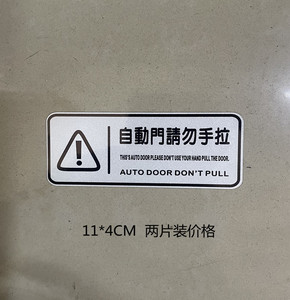 自動門請勿手拉
THIS'S AUTO DOOR PLEASE DON'T USE YOUR HAND PULL THE DOOR.
AUTO DOOR DON'T PULL
11*4CM 两片装价格